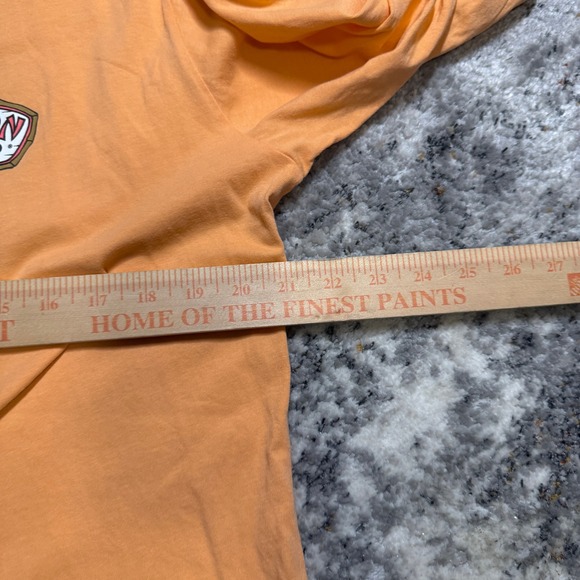 N
15 16 17 18 19 20 21 22 23 24 25 26 27
T HOME OF THE FINEST PAINTS